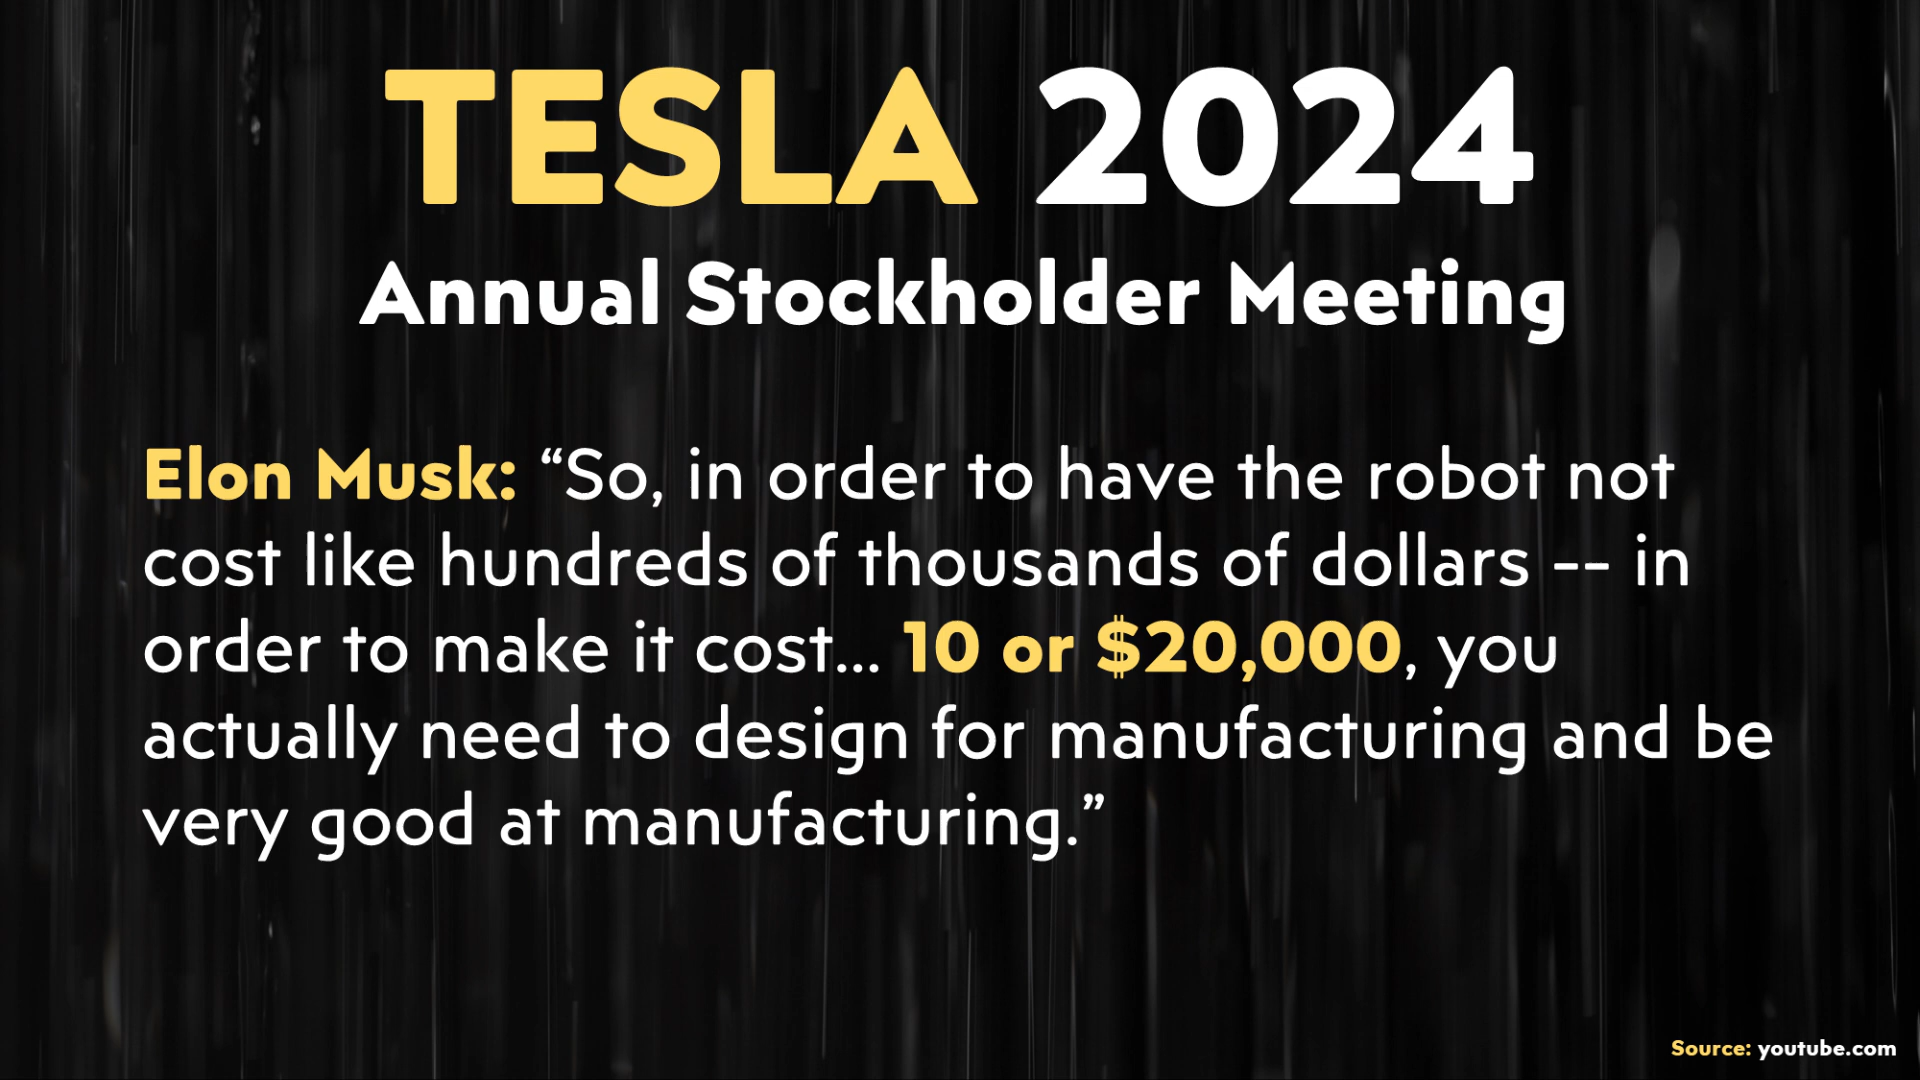 TESLA 2024
Annual Stockholder Meeting
Elon Musk: “So, in order to have the robot not
cost like hundreds of thousands of dollars -- in
order to make it cost... 10 or $20,000, you
actually need to design for manufacturing and be
very good at manufacturing.”
Source: youtube.com